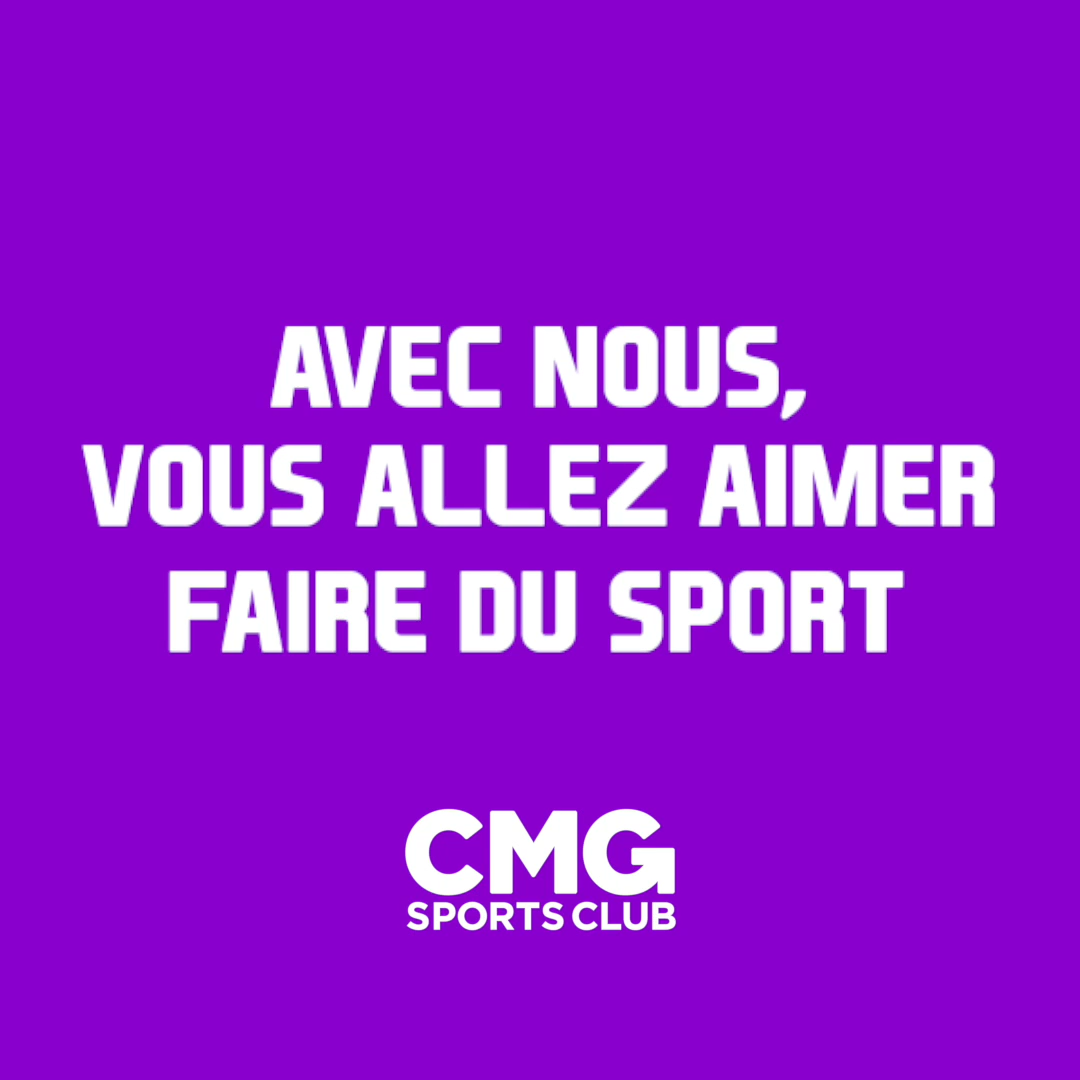 AVEC NOUS,
VOUS ALLEZ AIMER
FAIRE DU SPORT
CMG
SPORTS CLUB